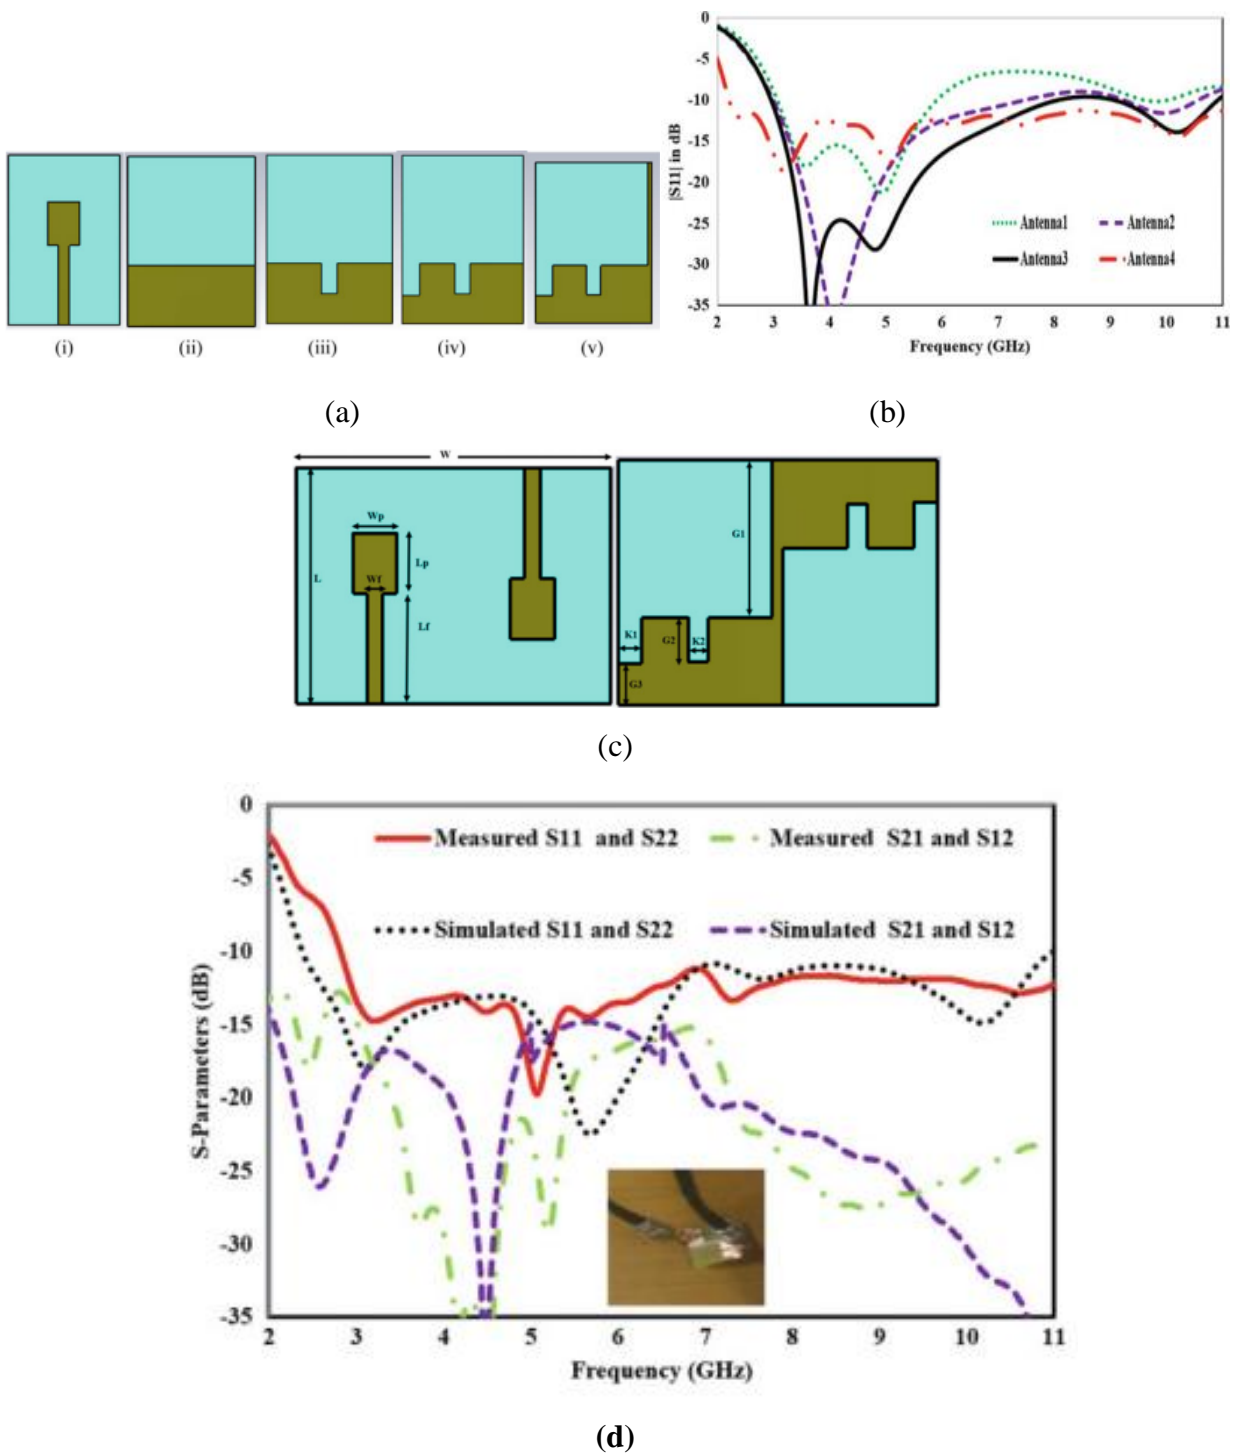 (i) (ii) (iii) (iv) (v)
(a)
0
-5
-10
-15
-20
-25
-30
-35
|S11| in dB
Antenna1 Antenna2
Antenna3 Antenna4
2 3 4 5 6 7 8 9 10 11
Frequency (GHz)
(b)
W
Wp
Lp
L
Wf
Lf
G1
K1
G2
K2
G3
(c)
0
-5
-10
-15
-20
-25
-30
-35
S-Parameters (dB)
Measured S11 and S22 Measured S21 and S12
Simulated S11 and S22 Simulated S21 and S12
2 3 4 5 6 7 8 9 10 11
Frequency (GHz)
(d)